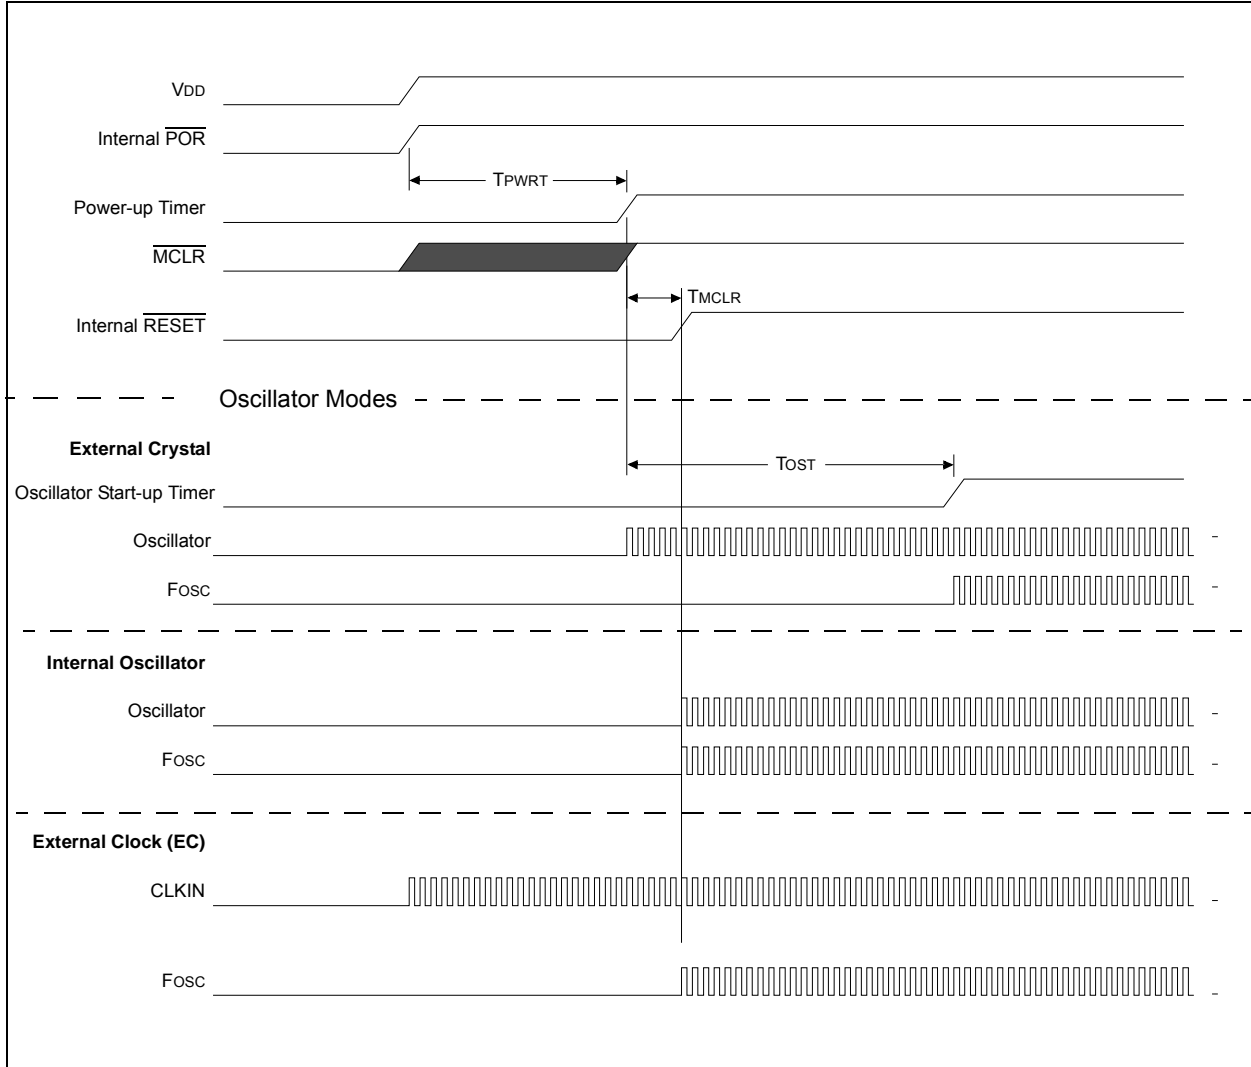 VDD
Internal POR
TPWRT
Power-up Timer
MCLR
TMCLR
Internal RESET
Oscillator Modes
External Crystal
TOST
Oscillator Start-up Timer
Oscillator
FOSC
Internal Oscillator
Oscillator
FOSC
External Clock (EC)
CLKIN
FOSC